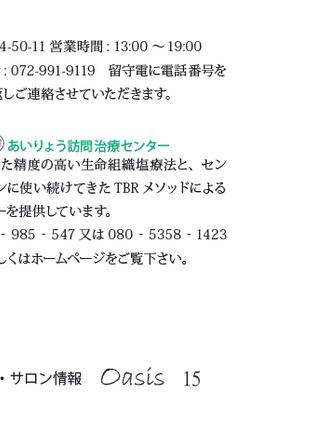 4-50-11 営業時間 : 13:00 〜 19:00
: 072-991-9119　留守電に電話番号を
しご連絡させていただきます。
あいりょう訪問治療センター
た精度の高い生命組織塩療法と、セン
ンに使い続けてきた TBR メソッドによる
ーを提供しています。
- 985 - 547 又は 080 - 5358 - 1423
しくはホームページをご覧下さい。
・サロン情報　Oasis　15